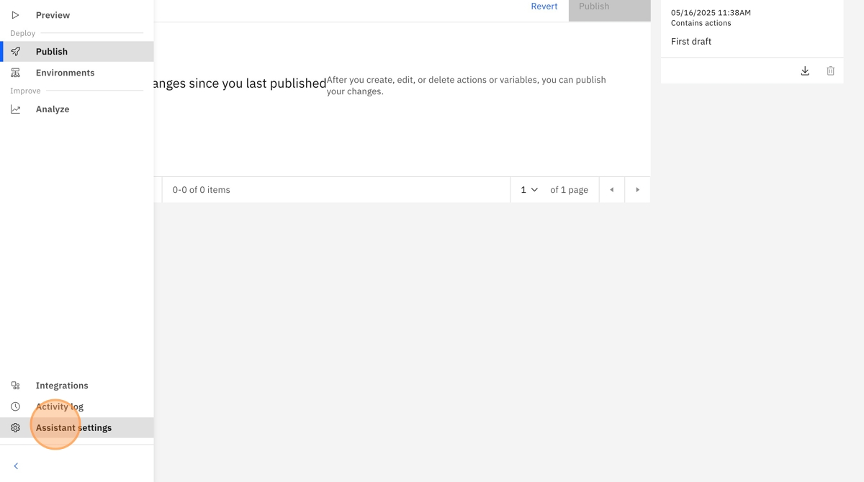 Preview
Deploy
Publish
Environments
Improve
Analyze
Integrations
Activity log
Assistant settings
Revert
Publish
anges since you last published
After you create, edit, or delete actions or variables, you can publish
your changes.
0-0 of 0 items
1
of 1 page
05/16/2025 11:38AM
Contains actions
First draft